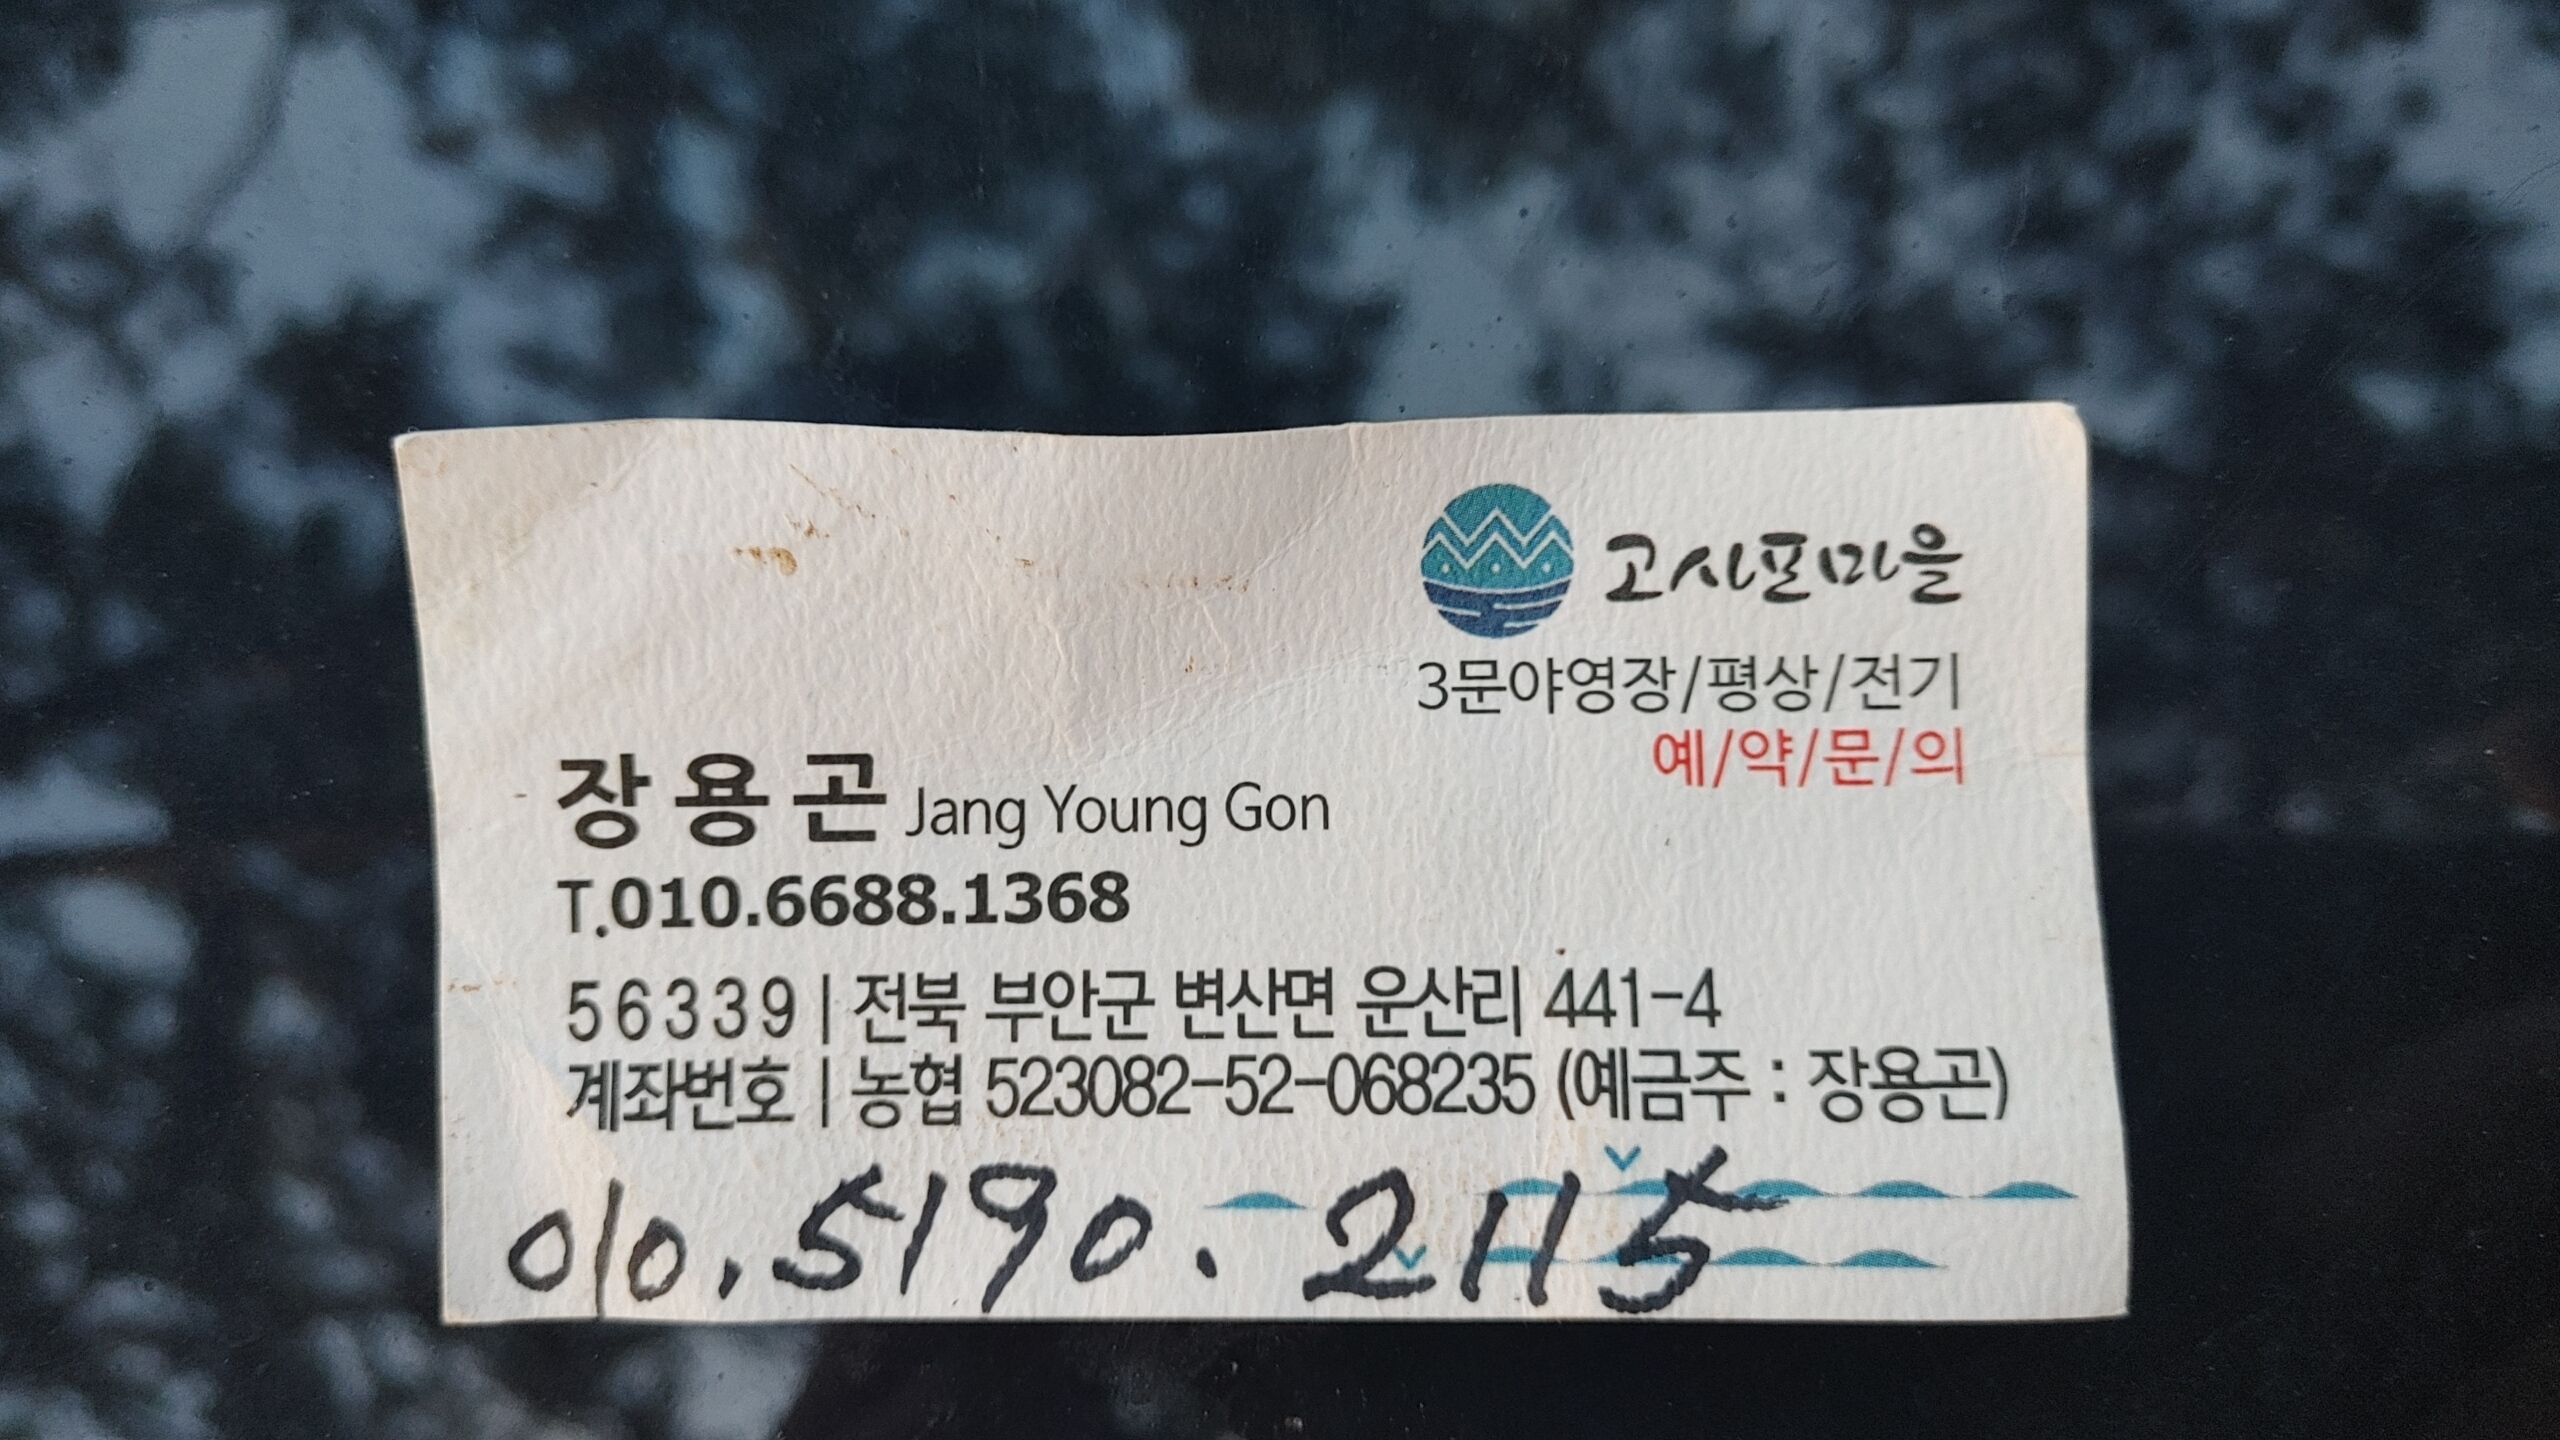 고사포마을
3문야영장/평상/전기
예/약/문/의
장용곤 Jang Young Gon
T.010.6688.1368
56339 | 전북 부안군 변산면 운산리 441-4
계좌번호 | 농협 523082-52-068235 (예금주 : 장용곤)
010.5190.2115